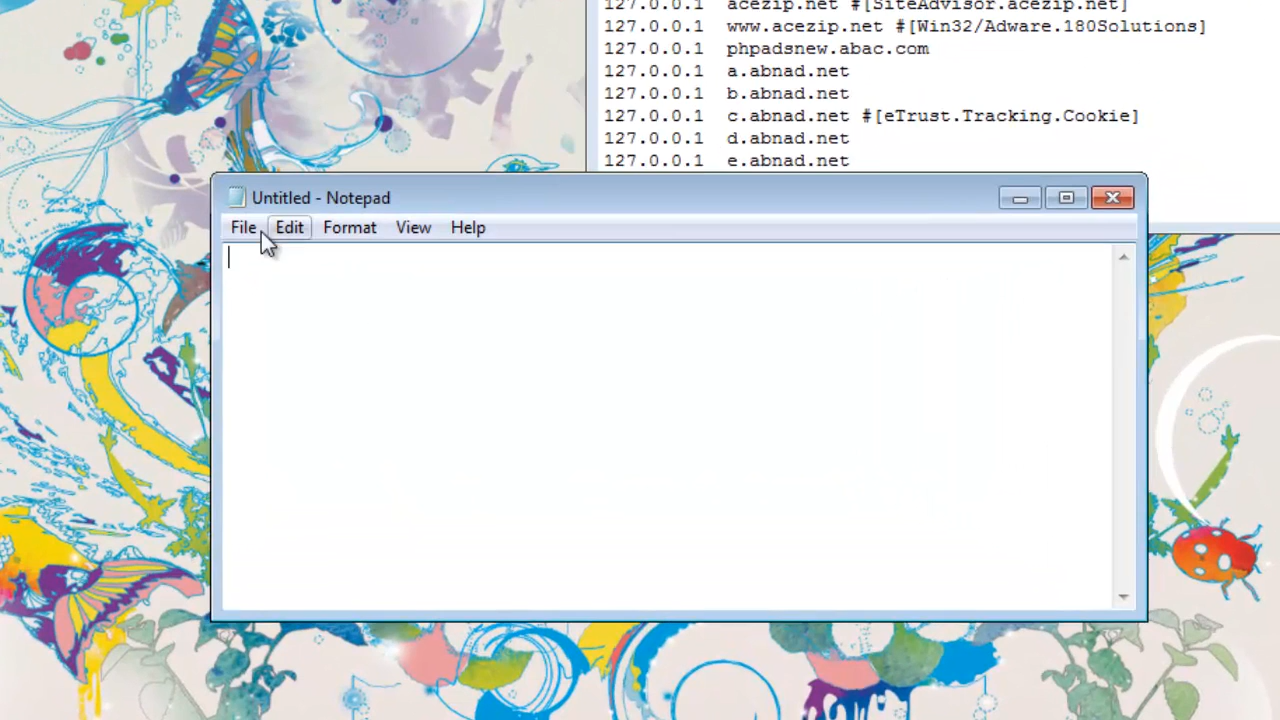 127.0.0.1 acezip.net #[SiteAdvisor.acezip.net]
127.0.0.1 www.acezip.net #[Win32/Adware.180Solutions]
127.0.0.1 phpadsnew.abac.com
127.0.0.1 a.abnad.net
127.0.0.1 b.abnad.net
127.0.0.1 c.abnad.net #[eTrust.Tracking.Cookie]
127.0.0.1 d.abnad.net
127.0.0.1 e.abnad.net
Untitled - Notepad
File Edit Format View Help